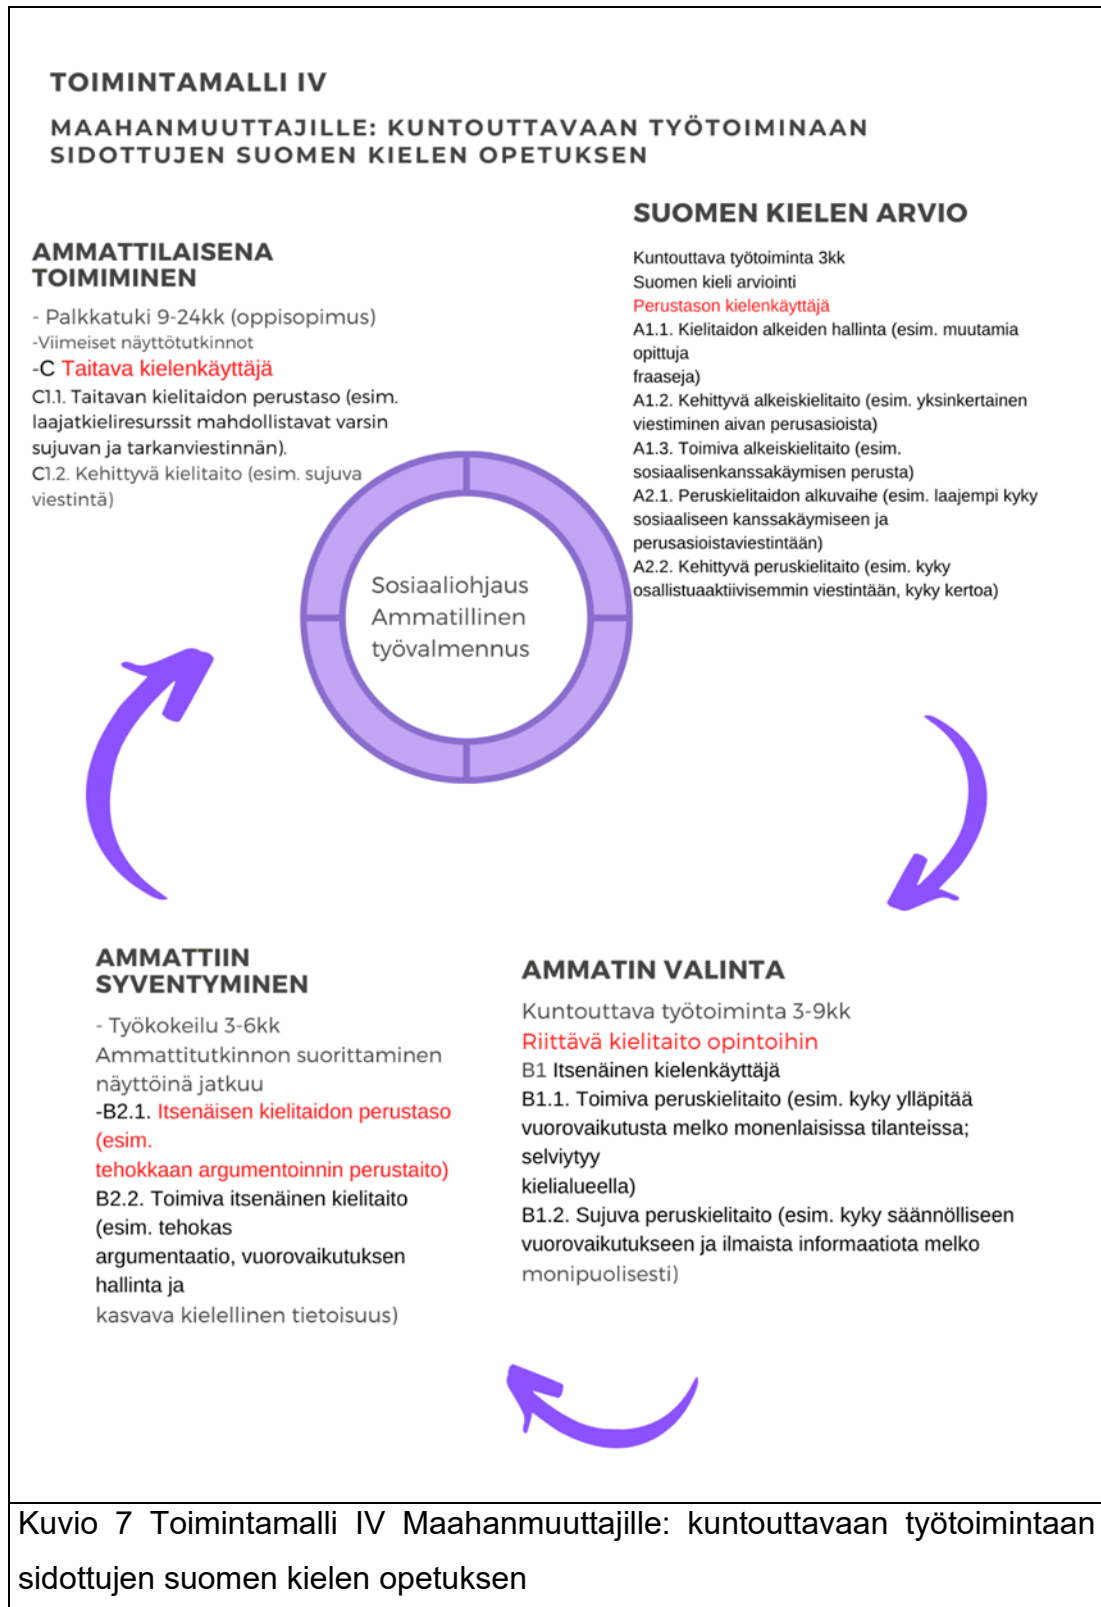 TOIMINTAMALLI IV
MAAHANMUUTTAJILLE: KUNTOUTTAVAAN TYÖTOIMINAAN
SIDOTTUJEN SUOMEN KIELEN OPETUKSEN
SUOMEN KIELEN ARVIO
Kuntouttava työtoiminta 3kk
Suomen kieli arviointi
Perustason kielenkäyttäjä
A1.1. Kielitaidon alkeiden hallinta (esim. muutamia
opittuja
fraaseja)
A1.2. Kehittyvä alkeiskielitaito (esim. yksinkertainen
viestiminen aivan perusasioista)
A1.3. Toimiva alkeiskielitaito (esim.
sosiaalisenkanssakäymisen perusta)
A2.1. Peruskielitaidon alkuvaihe (esim. laajempi kyky
sosiaaliseen kanssakäymiseen ja
perusasioistaviestintään)
A2.2. Kehittyvä peruskielitaito (esim. kyky
osallistuaaktiivisemmin viestintään, kyky kertoa)
AMMATTILAISENA
TOIMIMINEN
- Palkkatuki 9-24kk (oppisopimus)
-Viimeiset näyttötutkinnot
-C Taitava kielenkäyttäjä
C1.1. Taitavan kielitaidon perustaso (esim.
laajatkieliresurssit mahdollistavat varsin
sujuvan ja tarkanviestinnän).
C1.2. Kehittyvä kielitaito (esim. sujuva
viestintä)
Sosiaaliohjaus
Ammatillinen
työvalmennus
AMMATTIIN
SYVENTYMINEN
- Työkokeilu 3-6kk
Ammattitutkinnon suorittaminen
näyttöinä jatkuu
-B2.1. Itsenäisen kielitaidon perustaso
(esim.
tehokkaan argumentoinnin perustaito)
B2.2. Toimiva itsenäinen kielitaito
(esim. tehokas
argumentaatio, vuorovaikutuksen
hallinta ja
kasvava kielellinen tietoisuus)
AMMATIN VALINTA
Kuntouttava työtoiminta 3-9kk
Riittävä kielitaito opintoihin
B1 Itsenäinen kielenkäyttäjä
B1.1. Toimiva peruskielitaito (esim. kyky ylläpitää
vuorovaikutusta melko monenlaisissa tilanteissa;
selviytyy
kielialueella)
B1.2. Sujuva peruskielitaito (esim. kyky säännölliseen
vuorovaikutukseen ja ilmaista informaatiota melko
monipuolisesti)
Kuvio 7 Toimintamalli IV Maahanmuuttajille: kuntouttavaan työtoimintaan
sidottujen suomen kielen opetuksen